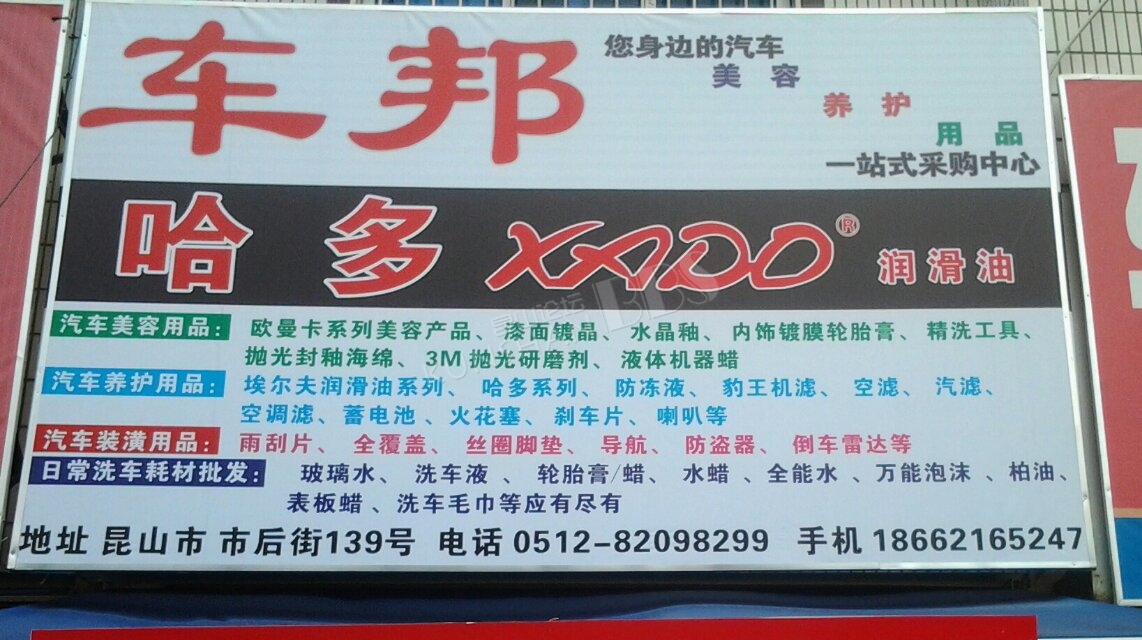 车邦
您身边的汽车
美 容
养 护
用 品
一站式采购中心
哈 多 XADO® 润滑油
汽车美容用品: 欧曼卡系列美容产品、漆面镀晶、水晶釉、内饰镀膜轮胎膏、精洗工具、
抛光封釉海绵、3M 抛光研磨剂、液体机器蜡
汽车养护用品: 埃尔夫润滑油系列、哈多系列、防冻液、豹王机滤、空滤、汽滤、
空调滤、蓄电池、火花塞、刹车片、喇叭等
汽车装潢用品: 雨刮片、全覆盖、丝圈脚垫、导航、防盗器、倒车雷达等
日常洗车耗材批发: 玻璃水、洗车液、轮胎膏/蜡、水蜡、全能水、万能泡沫、柏油、
表板蜡、洗车毛巾等应有尽有
地址 昆山市 市后街139号 电话 0512-82098299 手机 18662165247